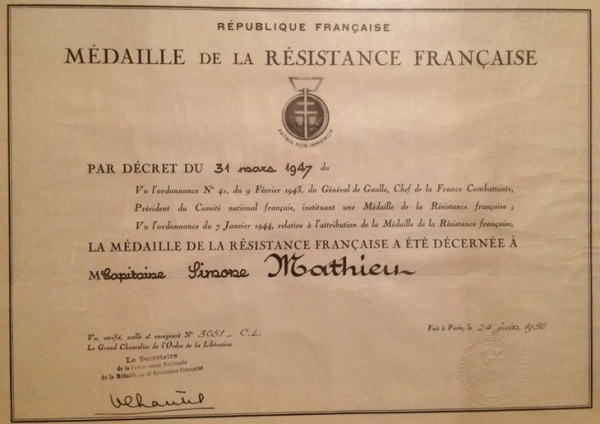 RÉPUBLIQUE FRANÇAISE
MÉDAILLE DE LA RÉSISTANCE FRANÇAISE
PATRIA NON IMMEMOR
PAR DÉCRET DU 31 mars 1947 du
Vu l'ordonnance N° 42, du 9 Février 1943, du Général de Gaulle, Chef de la France Combattante,
Président du Comité national français, instituant une Médaille de la Résistance française ;
Vu l'ordonnance du 7 Janvier 1944, relative à l'attribution de la Médaille de la Résistance française,
LA MÉDAILLE DE LA RÉSISTANCE FRANÇAISE A ÉTÉ DÉCERNÉE À
M Capitaine Simone Mathieu
Vu, vérifié, scellé et enregistré N° 3051 - C.L.
Le Grand Chancelier de l'Ordre de la Libération
Fait à Paris, le 24 juin 1950
Le Secrétaire
de la Commission Nationale
de la Médaille de la Résistance Française